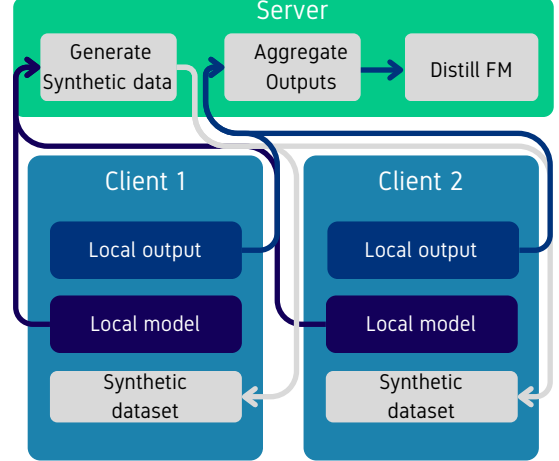 Server
Generate
Synthetic data
Aggregate
Outputs
Distill FM
Client 1
Local output
Local model
Synthetic
dataset
Client 2
Local output
Local model
Synthetic
dataset